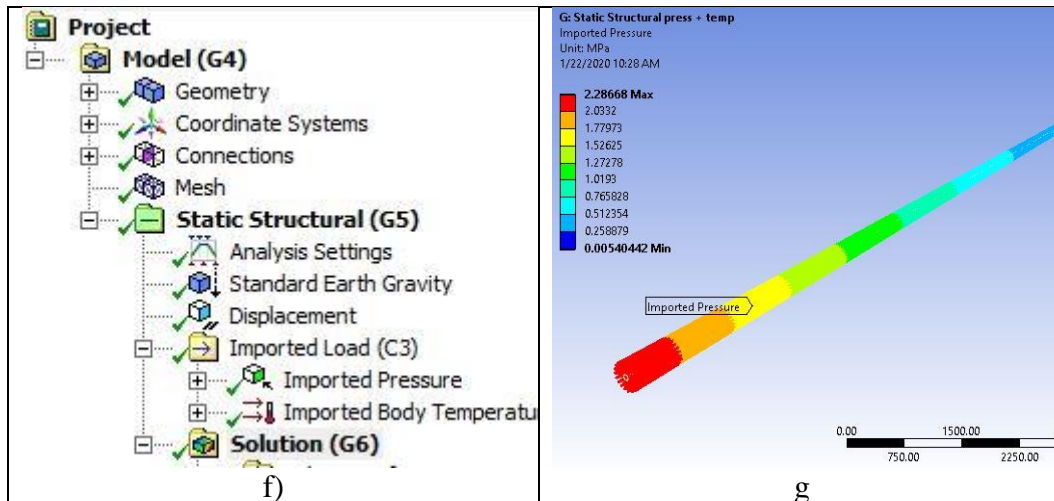 Project
Model (G4)
Geometry
Coordinate Systems
Connections
Mesh
Static Structural (G5)
Analysis Settings
Standard Earth Gravity
Displacement
Imported Load (C3)
Imported Pressure
Imported Body Temperatu
Solution (G6)
f)
G: Static Structural press + temp
Imported Pressure
Unit: MPa
1/22/2020 10:28 AM
2.28668 Max
2.0332
1.77973
1.52625
1.27278
1.0193
0.765828
0.512354
0.258879
0.00540442 Min
Imported Pressure
0.00 1500.00
750.00 2250.00
g